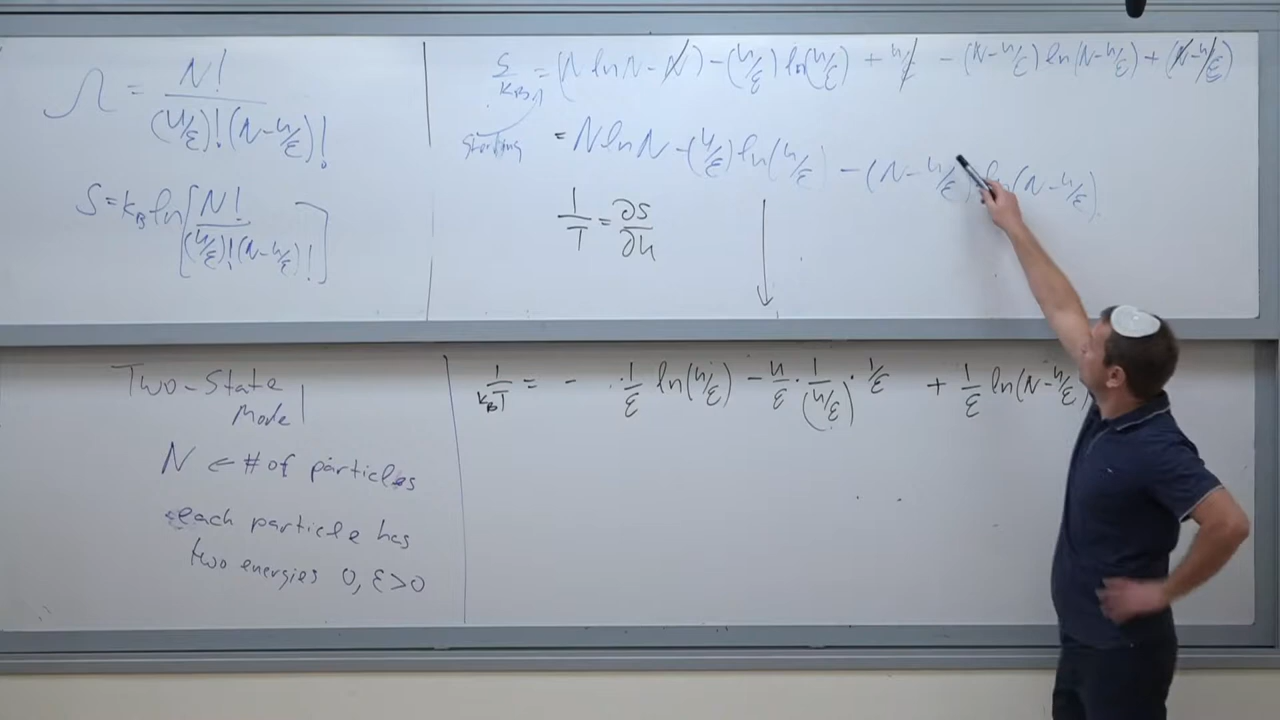 Ω = N! / (U/ε)! (N-U/ε)!
S = k_B ln [N! / (U/ε)! (N-U/ε)!]
S/k_B = (N ln N - N) - (U/ε) ln(U/ε) + U/ε - (N-U/ε) ln(N-U/ε) + (N-U/ε)
Stirling
= N ln N - (U/ε) ln(U/ε) - (N-U/ε) ln(N-U/ε)
1/T = ∂S/∂U
Two-State
Model
N ← # of particles
each particle has
two energies 0, ε>0
1/k_BT = - · 1/ε ln(U/ε) - U/ε · 1/(U/ε) · 1/ε + 1/ε ln(N-U/ε)